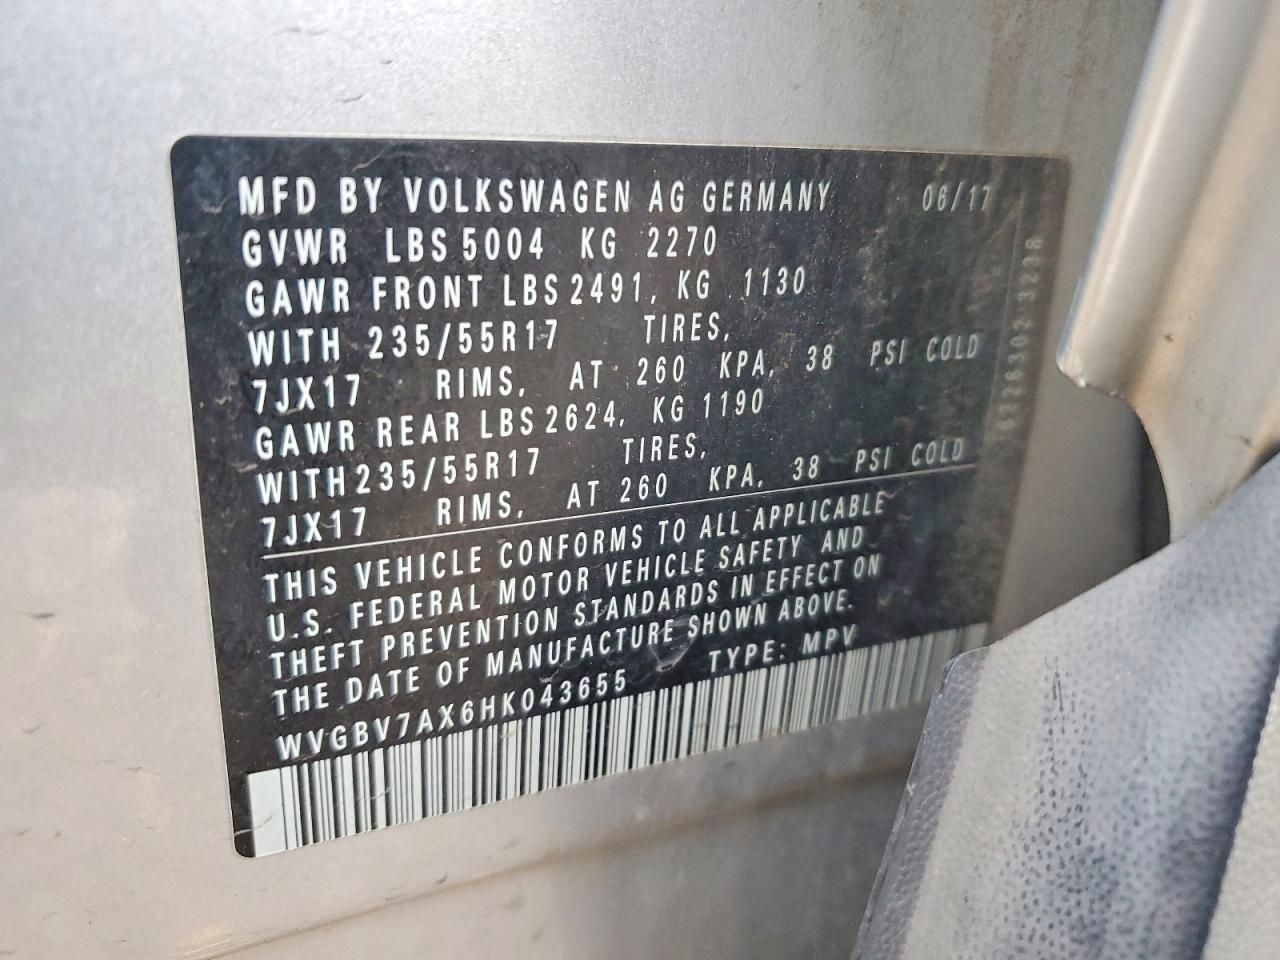 MFD BY VOLKSWAGEN AG GERMANY 06/17
GVWR LBS 5004 KG 2270
GAWR FRONT LBS 2491, KG 1130
WITH 235/55R17 TIRES,
7JX17 RIMS, AT 260 KPA, 38 PSI COLD
GAWR REAR LBS 2624, KG 1190
WITH 235/55R17 TIRES,
7JX17 RIMS, AT 260 KPA, 38 PSI COLD
THIS VEHICLE CONFORMS TO ALL APPLICABLE
U.S. FEDERAL MOTOR VEHICLE SAFETY AND
THEFT PREVENTION STANDARDS IN EFFECT ON
THE DATE OF MANUFACTURE SHOWN ABOVE.
WVGBV7AX6HK043655 TYPE: MPV